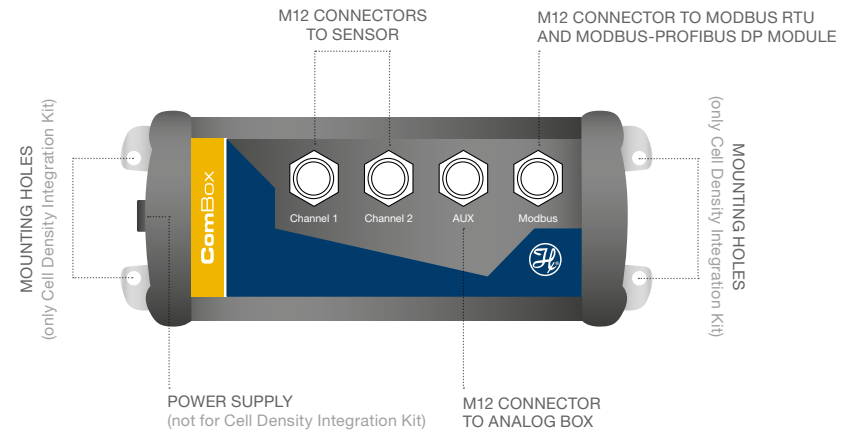 M12 CONNECTORS
TO SENSOR
M12 CONNECTOR TO MODBUS RTU
AND MODBUS-PROFIBUS DP MODULE
MOUNTING HOLES
(only Cell Density Integration Kit)
ComBox
Channel 1
Channel 2
AUX
Modbus
H
MOUNTING HOLES
(only Cell Density Integration Kit)
POWER SUPPLY
(not for Cell Density Integration Kit)
M12 CONNECTOR
TO ANALOG BOX